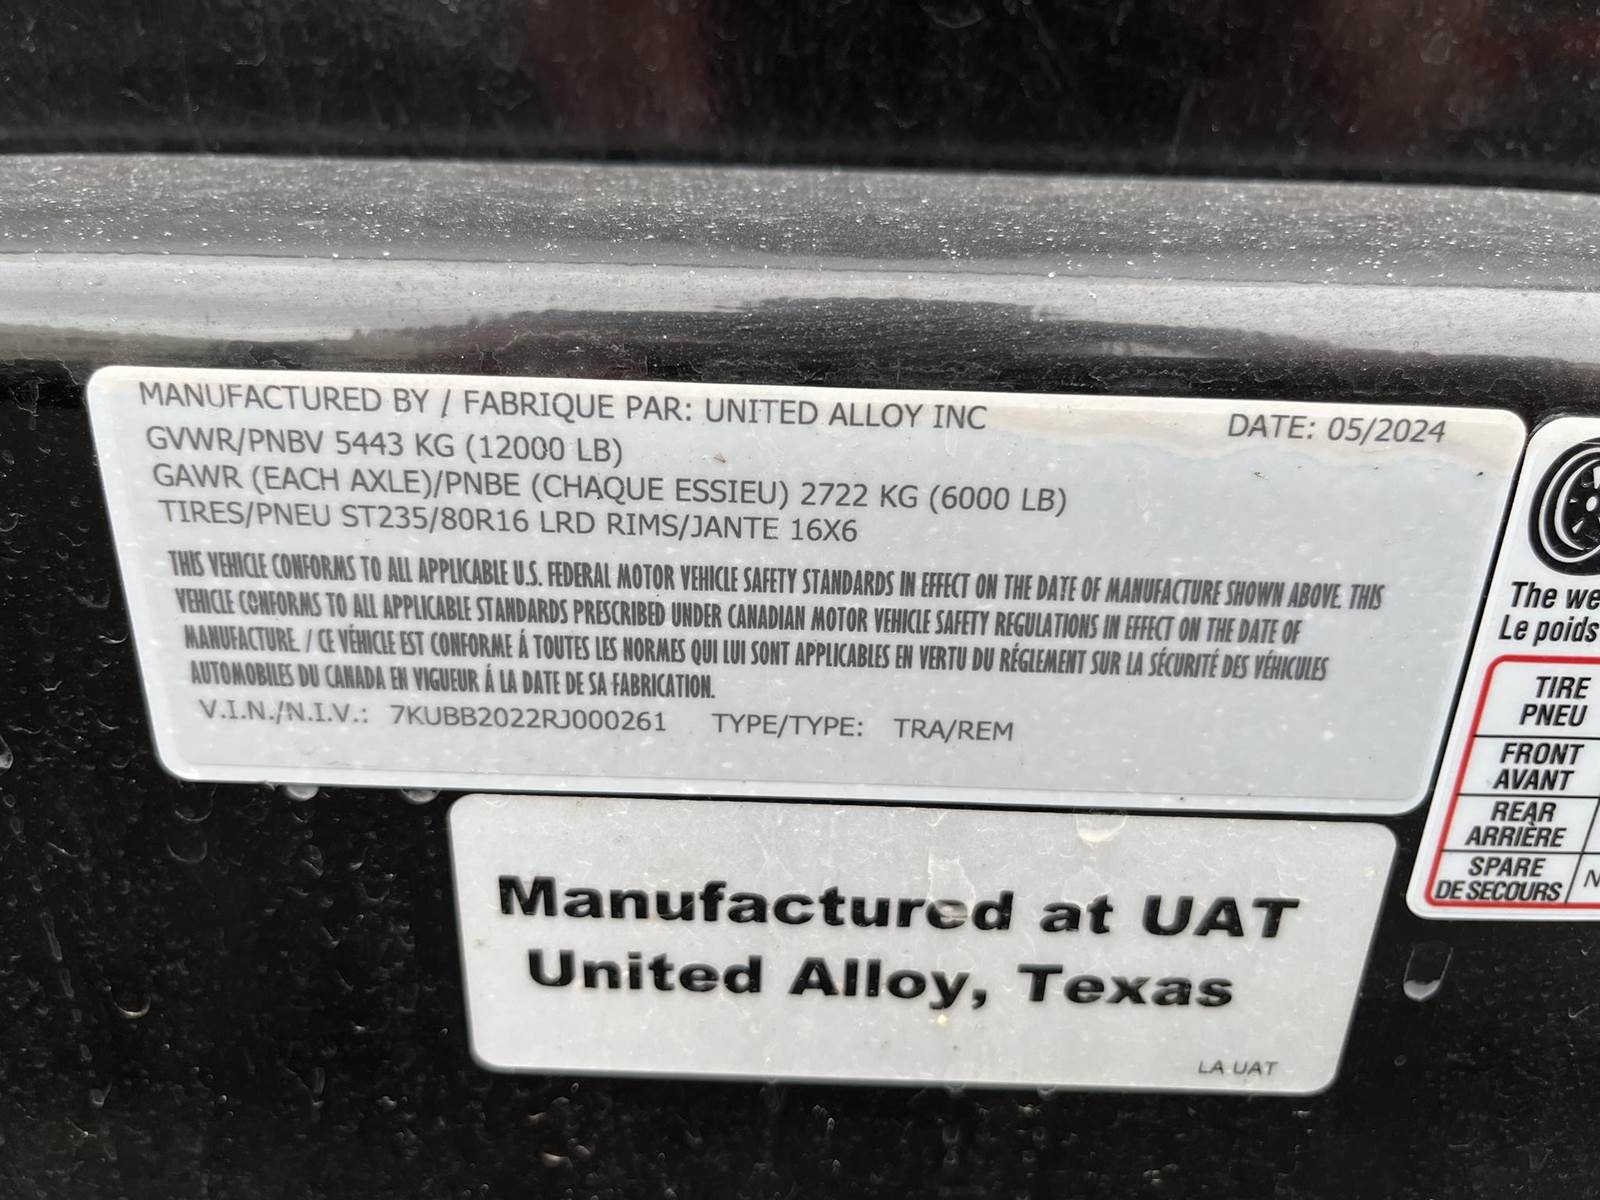 MANUFACTURED BY / FABRIQUE PAR: UNITED ALLOY INC
DATE: 05/2024
GVWR/PNBV 5443 KG (12000 LB)
GAWR (EACH AXLE)/PNBE (CHAQUE ESSIEU) 2722 KG (6000 LB)
TIRES/PNEU ST235/80R16 LRD RIMS/JANTE 16X6
THIS VEHICLE CONFORMS TO ALL APPLICABLE U.S. FEDERAL MOTOR VEHICLE SAFETY STANDARDS IN EFFECT ON THE DATE OF MANUFACTURE SHOWN ABOVE. THIS
VEHICLE CONFORMS TO ALL APPLICABLE STANDARDS PRESCRIBED UNDER CANADIAN MOTOR VEHICLE SAFETY REGULATIONS IN EFFECT ON THE DATE OF
MANUFACTURE. / CE VÉHICLE EST CONFORME Á TOUTES LES NORMES QUI LUI SONT APPLICABLES EN VERTU DU RÉGLEMENT SUR LA SÉCURITÉ DES VÉHICULES
AUTOMOBILES DU CANADA EN VIGUEUR Á LA DATE DE SA FABRICATION.
V.I.N./N.I.V.: 7KUBB2022RJ000261 TYPE/TYPE: TRA/REM
Manufactured at UAT
United Alloy, Texas
LA UAT
The we
Le poids
TIRE
PNEU
FRONT
AVANT
REAR
ARRIÈRE
SPARE
DE SECOURS
N